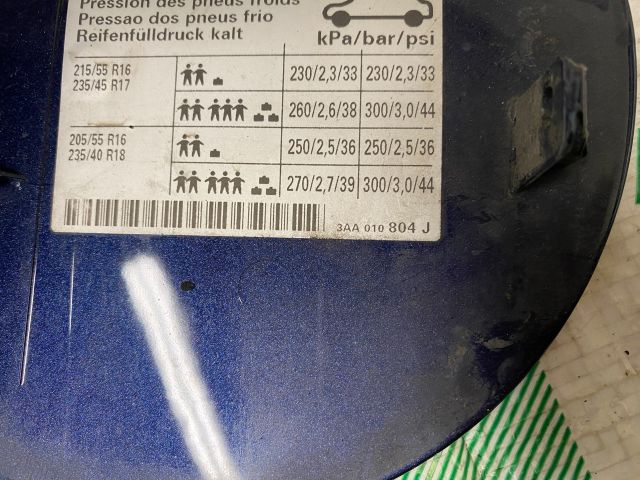 Pression des pneus froids
Pressao dos pneus frio
Reifenfülldruck kalt
kPa/bar/psi
215/55 R16
235/45 R17
230/2,3/33 230/2,3/33
260/2,6/38 300/3,0/44
205/55 R16
235/40 R18
250/2,5/36 250/2,5/36
270/2,7/39 300/3,0/44
3AA 010 804 J